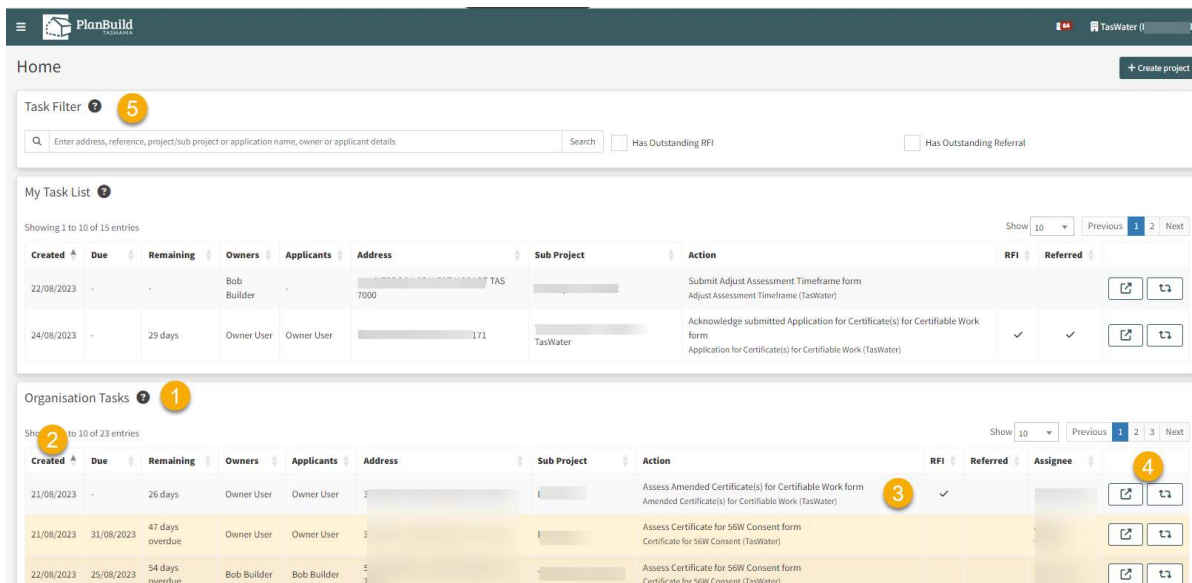 PlanBuild
TASMANIA
64
TasWater (
Home
+ Create project
Task Filter ?
5
Enter address, reference, project/sub project or application name, owner or applicant details
Search
Has Outstanding RFI
Has Outstanding Referral
My Task List ?
Showing 1 to 10 of 15 entries
Show 10
Previous 1 2 Next
Created Due Remaining Owners Applicants Address Sub Project Action RFI Referred
22/08/2023 - - Bob Builder - TAS 7000 Submit Adjust Assessment Timeframe form
Adjust Assessment Timeframe (TasWater)
24/08/2023 - 29 days Owner User Owner User 171 TasWater Acknowledge submitted Application for Certificate(s) for Certifiable Work form
Application for Certificate(s) for Certifiable Work (TasWater)
Organisation Tasks ?
1
to 10 of 23 entries
2
Show 10
Previous 1 2 3 Next
Created Due Remaining Owners Applicants Address Sub Project Action RFI Referred Assignee
4
21/08/2023 - 26 days Owner User Owner User Assess Amended Certificate(s) for Certifiable Work form
Amended Certificate(s) for Certifiable Work (TasWater)
3
21/08/2023 31/08/2023 47 days overdue Owner User Owner User Assess Certificate for 56W Consent form
Certificate for 56W Consent (TasWater)
22/08/2023 25/08/2023 54 days overdue Bob Builder Bob Builder Assess Certificate for 56W Consent form
Certificate for 56W Consent (TasWater)